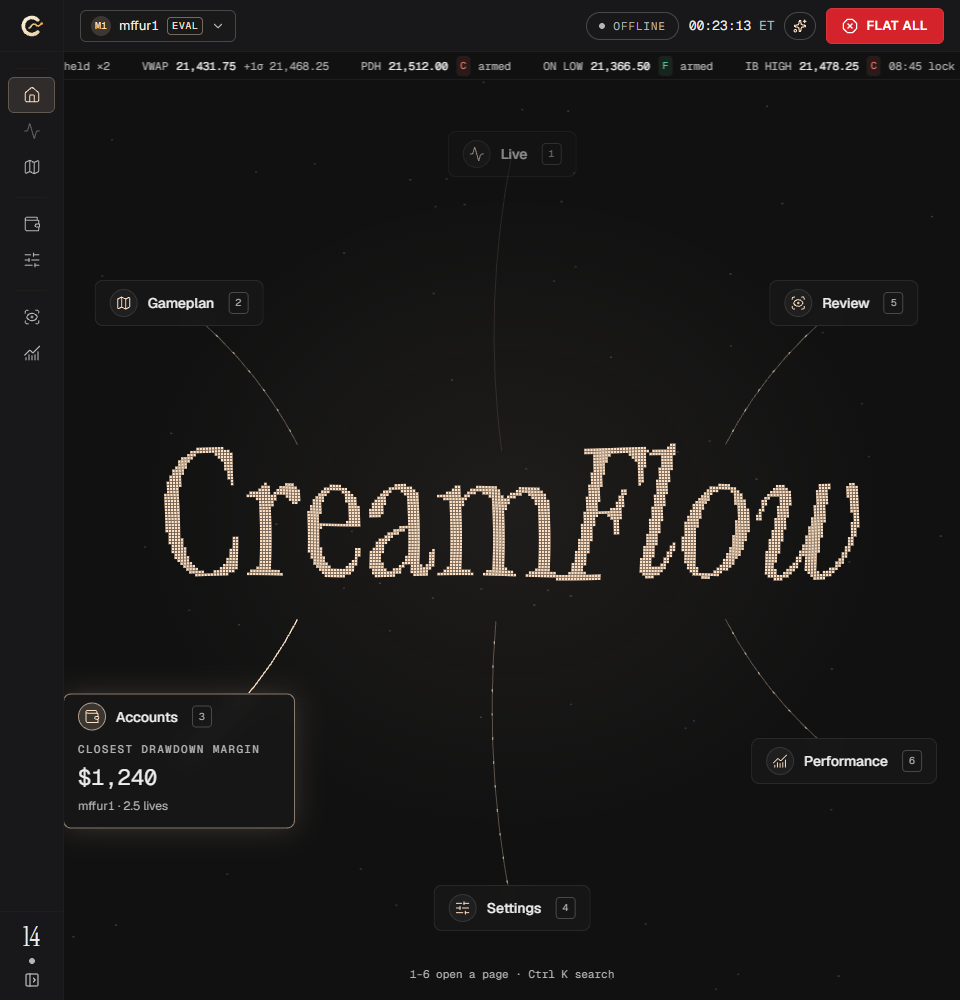 M1 mffur1 EVAL
OFFLINE 00:23:13 ET FLAT ALL
held ×2 VWAP 21,431.75 +1σ 21,468.25 PDH 21,512.00 C armed ON LOW 21,366.50 F armed IB HIGH 21,478.25 C 08:45 lock
Live 1
Gameplan 2
Review 5
CreamFlow
Accounts 3
CLOSEST DRAWDOWN MARGIN
$1,240
mffur1 · 2.5 lives
Performance 6
Settings 4
14
1–6 open a page · Ctrl K search